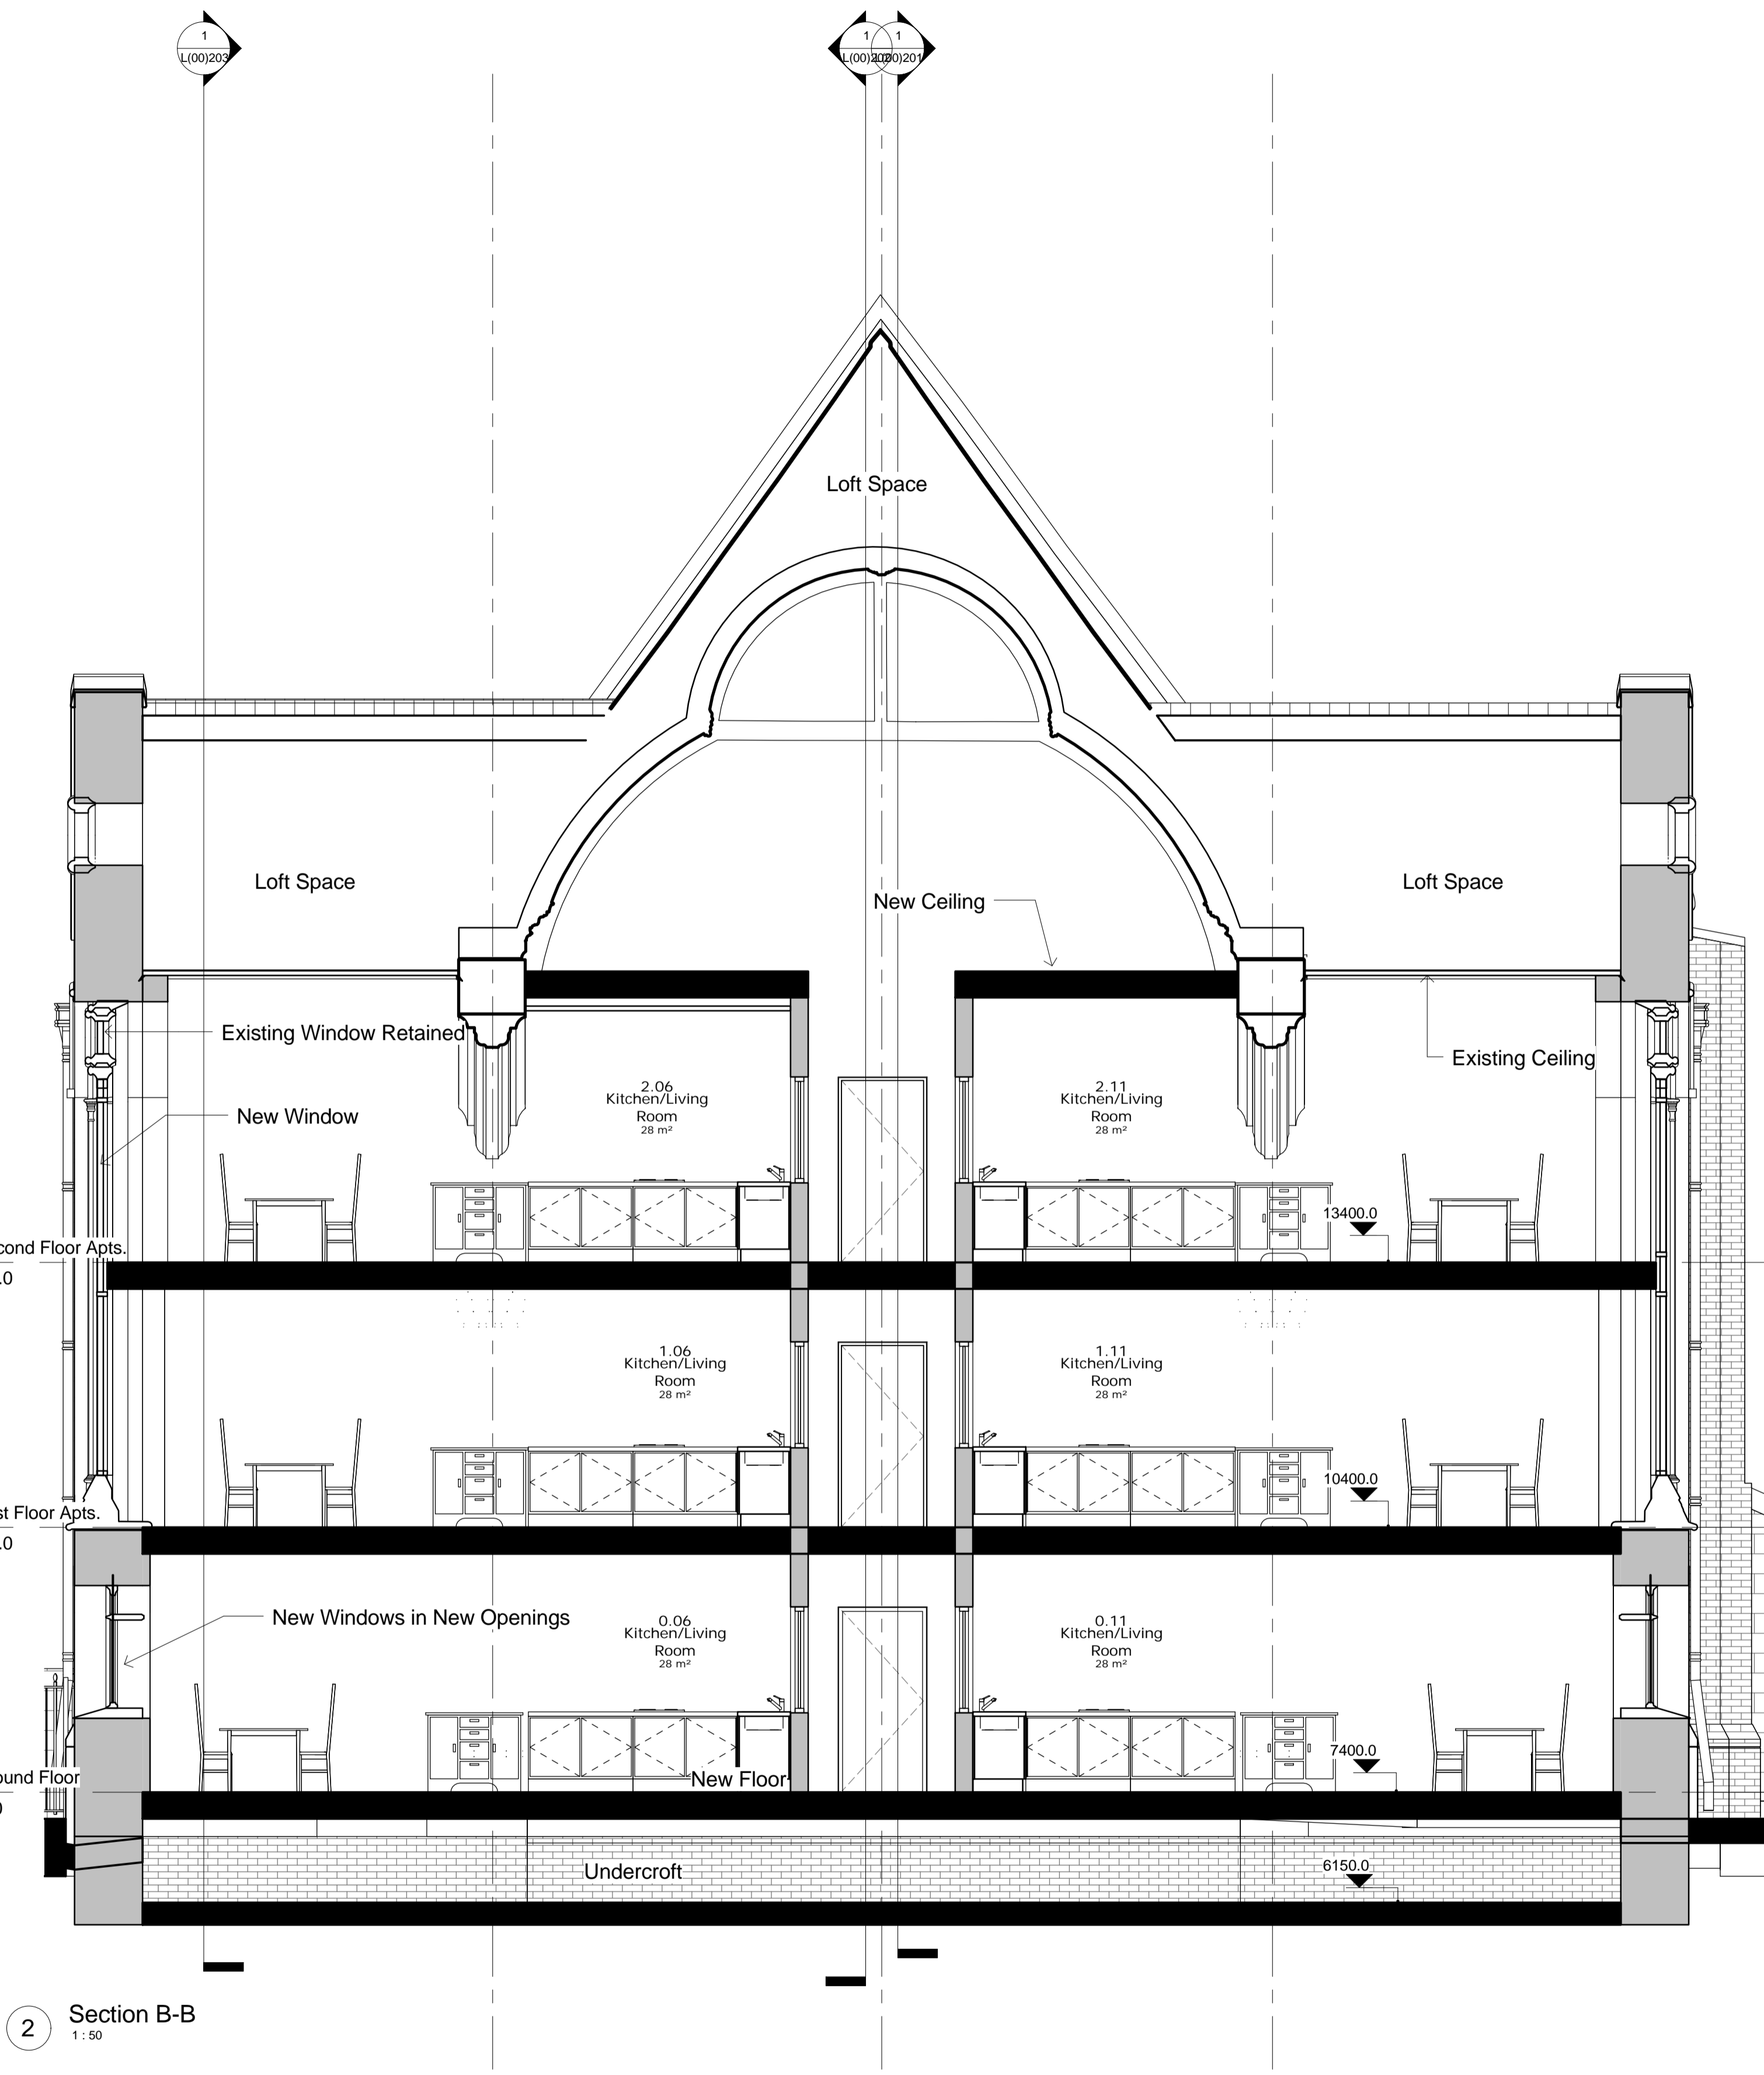 1
L(00)203
1
L(00)202
1
L(00)201
Loft Space
Loft Space
New Ceiling
Loft Space
Existing Window Retained
Existing Ceiling
New Window
2.06
Kitchen/Living
Room
28 m²
2.11
Kitchen/Living
Room
28 m²
13400.0
cond Floor Apts.
.0
1.06
Kitchen/Living
Room
28 m²
1.11
Kitchen/Living
Room
28 m²
10400.0
st Floor Apts.
.0
New Windows in New Openings
0.06
Kitchen/Living
Room
28 m²
0.11
Kitchen/Living
Room
28 m²
7400.0
ound Floor
0
New Floor
Undercroft
6150.0
2
Section B-B
1 : 50